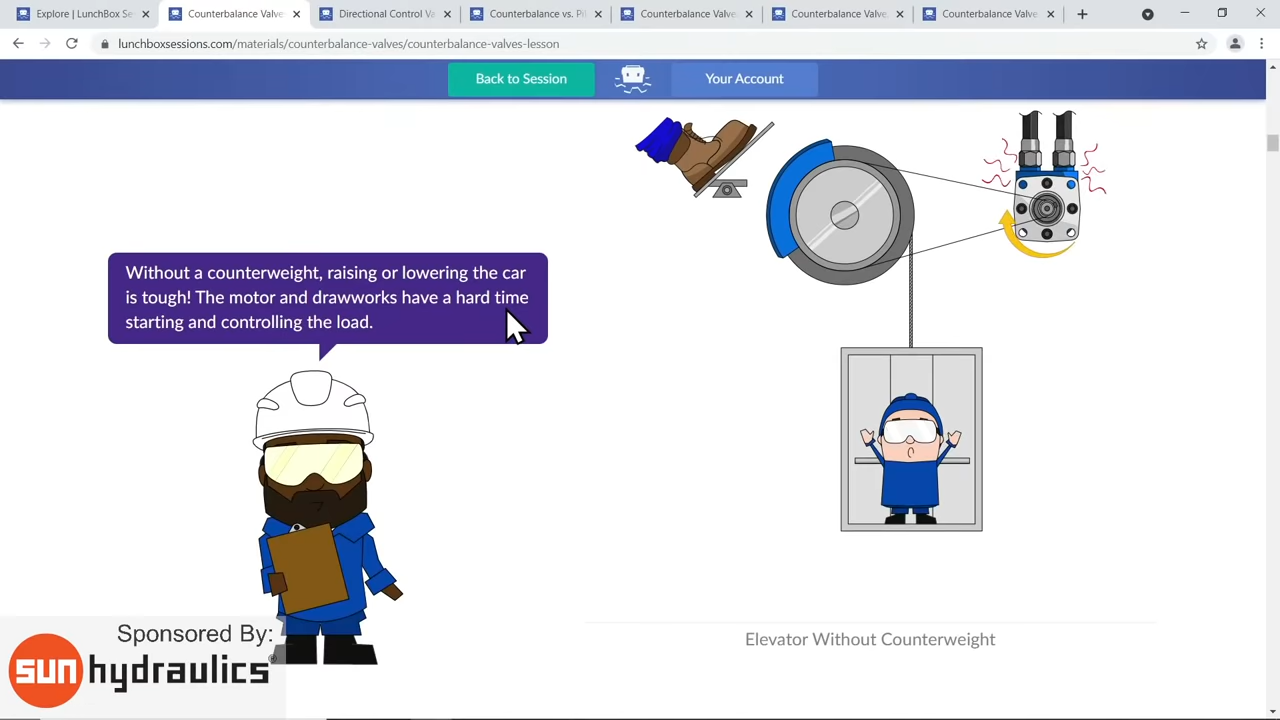 Explore | LunchBox Se
Counterbalance Valves
Directional Control Va
Counterbalance vs. Pi
Counterbalance Valve
Counterbalance Valve
Counterbalance Valve
lunchboxsessions.com/materials/counterbalance-valves/counterbalance-valves-lesson
Back to Session
Your Account
Without a counterweight, raising or lowering the car
is tough! The motor and drawworks have a hard time
starting and controlling the load.
Sponsored By:
sun hydraulics
Elevator Without Counterweight